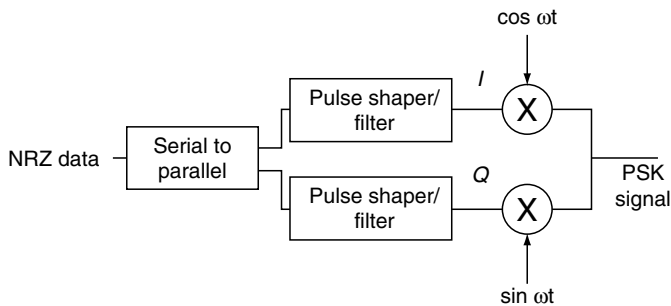 cos ωt
I
Pulse shaper/
filter
X
NRZ data
Serial to
parallel
PSK
signal
Q
Pulse shaper/
filter
X
sin ωt